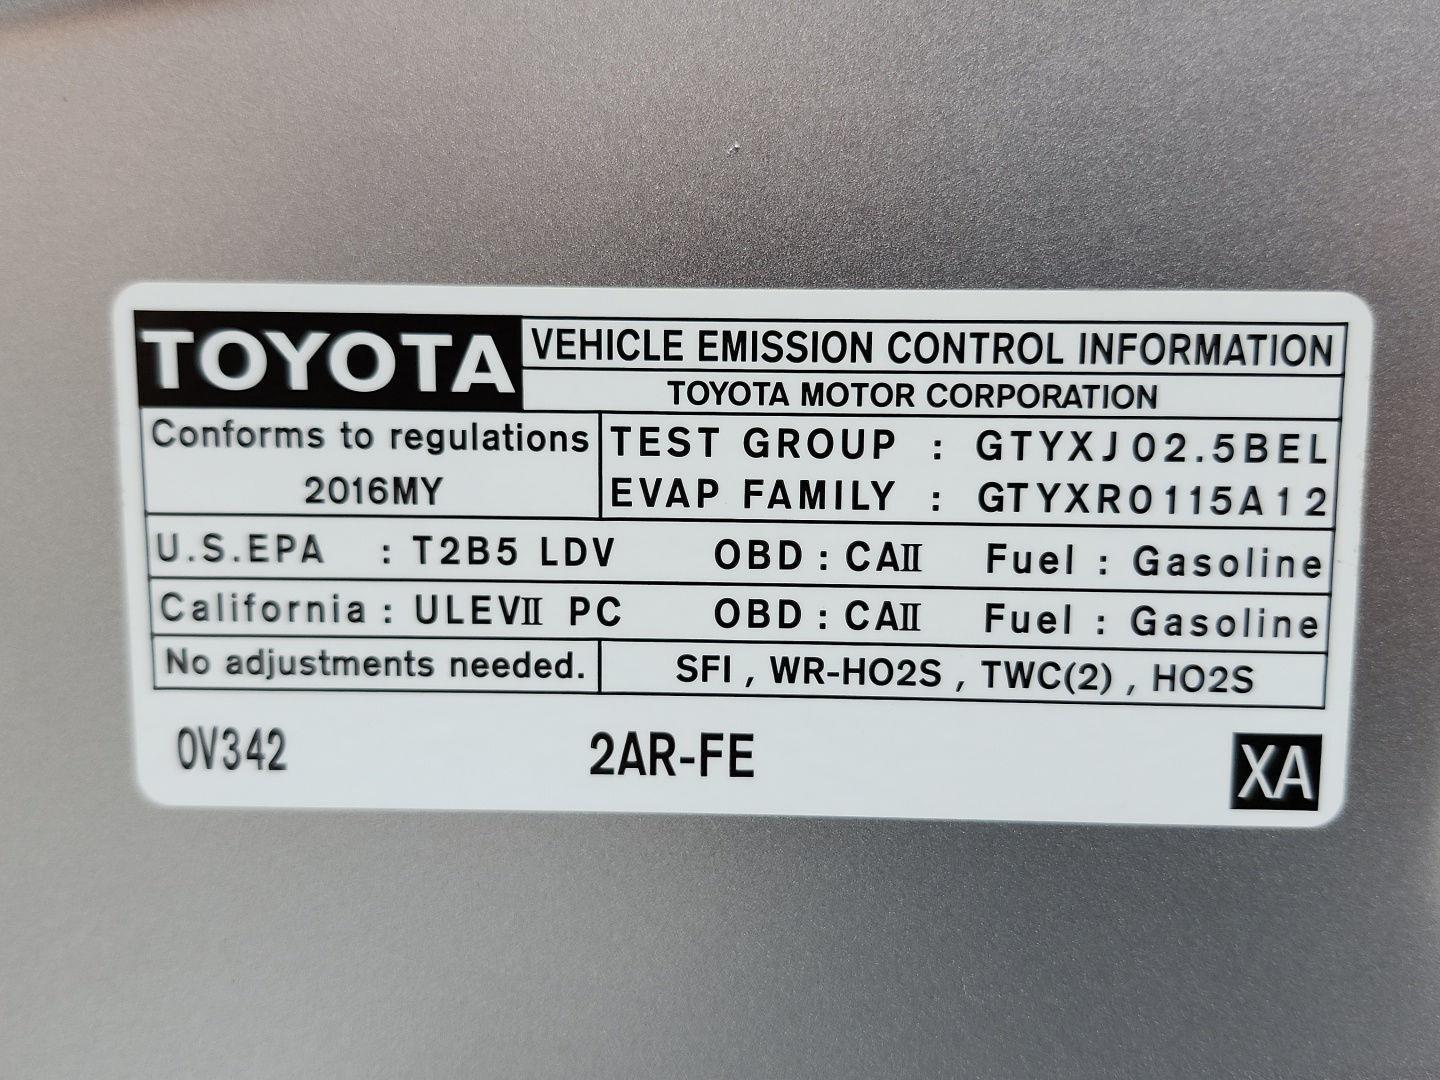 TOYOTA VEHICLE EMISSION CONTROL INFORMATION
TOYOTA MOTOR CORPORATION
Conforms to regulations
2016MY
TEST GROUP : GTYXJ02.5BEL
EVAP FAMILY : GTYXR0115A12
U.S.EPA : T2B5 LDV OBD : CAⅡ Fuel : Gasoline
California : ULEVⅡ PC OBD : CAⅡ Fuel : Gasoline
No adjustments needed. SFI , WR-HO2S , TWC(2) , HO2S
0V342 2AR-FE XA